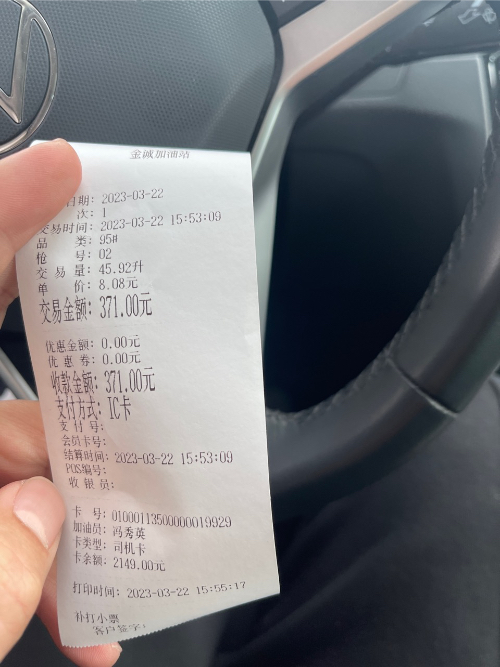 金诚加油站
日期: 2023-03-22
次: 1
交易时间: 2023-03-22 15:53:09
品 类: 95#
枪 号: 02
交 易 量: 45.92升
单 价: 8.08元
交易金额: 371.00元
优惠金额: 0.00元
优 惠 券: 0.00元
收款金额: 371.00元
支付方式: IC卡
支 付 号:
会员卡号:
结算时间: 2023-03-22 15:53:09
POS编号:
收 银 员:
卡 号: 01000113500000019929
加油员: 冯秀英
卡类型: 司机卡
卡余额: 2149.00元
打印时间: 2023-03-22 15:55:17
补打小票
客户签字: